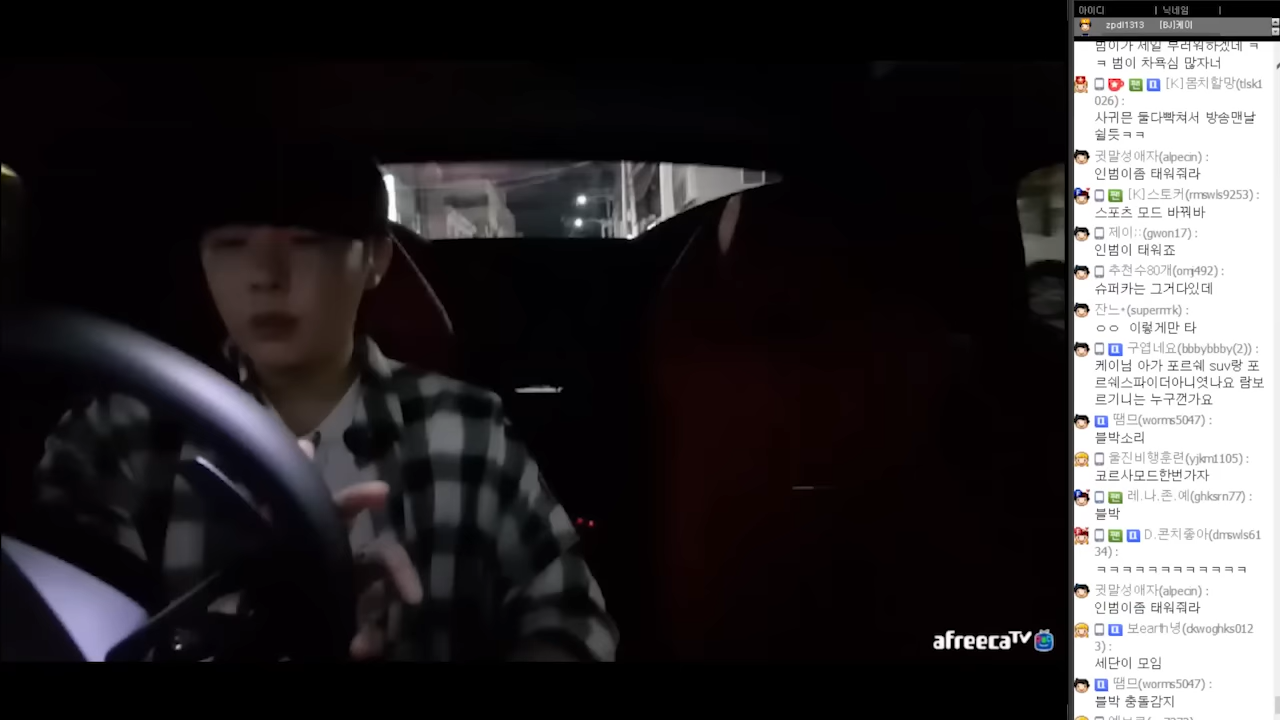 아이디 | 닉네임 |
zpdl1313 [BJ]케이
범이가 제일 부러워하겠네 ㅋ
ㅋ 범이 차욕심 많자너
[K]몸치할망(tlsk1
026) :
사귀믄 둘다빡쳐서 방송맨날
쉴듯ㅋㅋ
귓말성애자(alpecin) :
인범이좀 태워줘라
[K]스토커(rmswls9253) :
스포츠 모드 바꿔바
제이;;(gwon17) :
인범이 태워죠
추천수80개(omj492) :
슈퍼카는 그거다있데
잔느*(supermrk) :
ㅇㅇ 이렇게만 타
구엽네요(bbbybbby(2)) :
케이님 아가 포르쉐 suv랑 포
르쉐스파이더아니엿나요 람보
르기니는 누구껀가요
땜므(worms5047) :
블박소리
울진비행훈련(yjkm1105) :
코르사모드한번가자
레.나.존.예(ghksrn77) :
블박
D.콘치좋아(dmswls61
34) :
ㅋㅋㅋㅋㅋㅋㅋㅋㅋㅋㅋㅋ
귓말성애자(alpecin) :
인범이좀 태워줘라
보earth녕(ckwoghks012
3) :
세단이 모임
땜므(worms5047) :
블박 충돌감지
afreecaTV